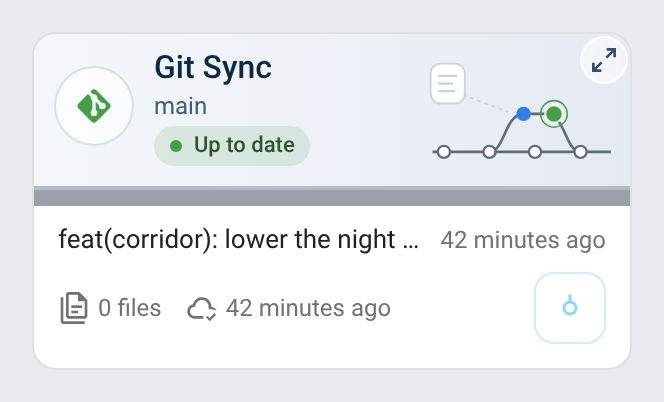 Git Sync
main
Up to date
feat(corridor): lower the night ... 42 minutes ago
0 files 42 minutes ago